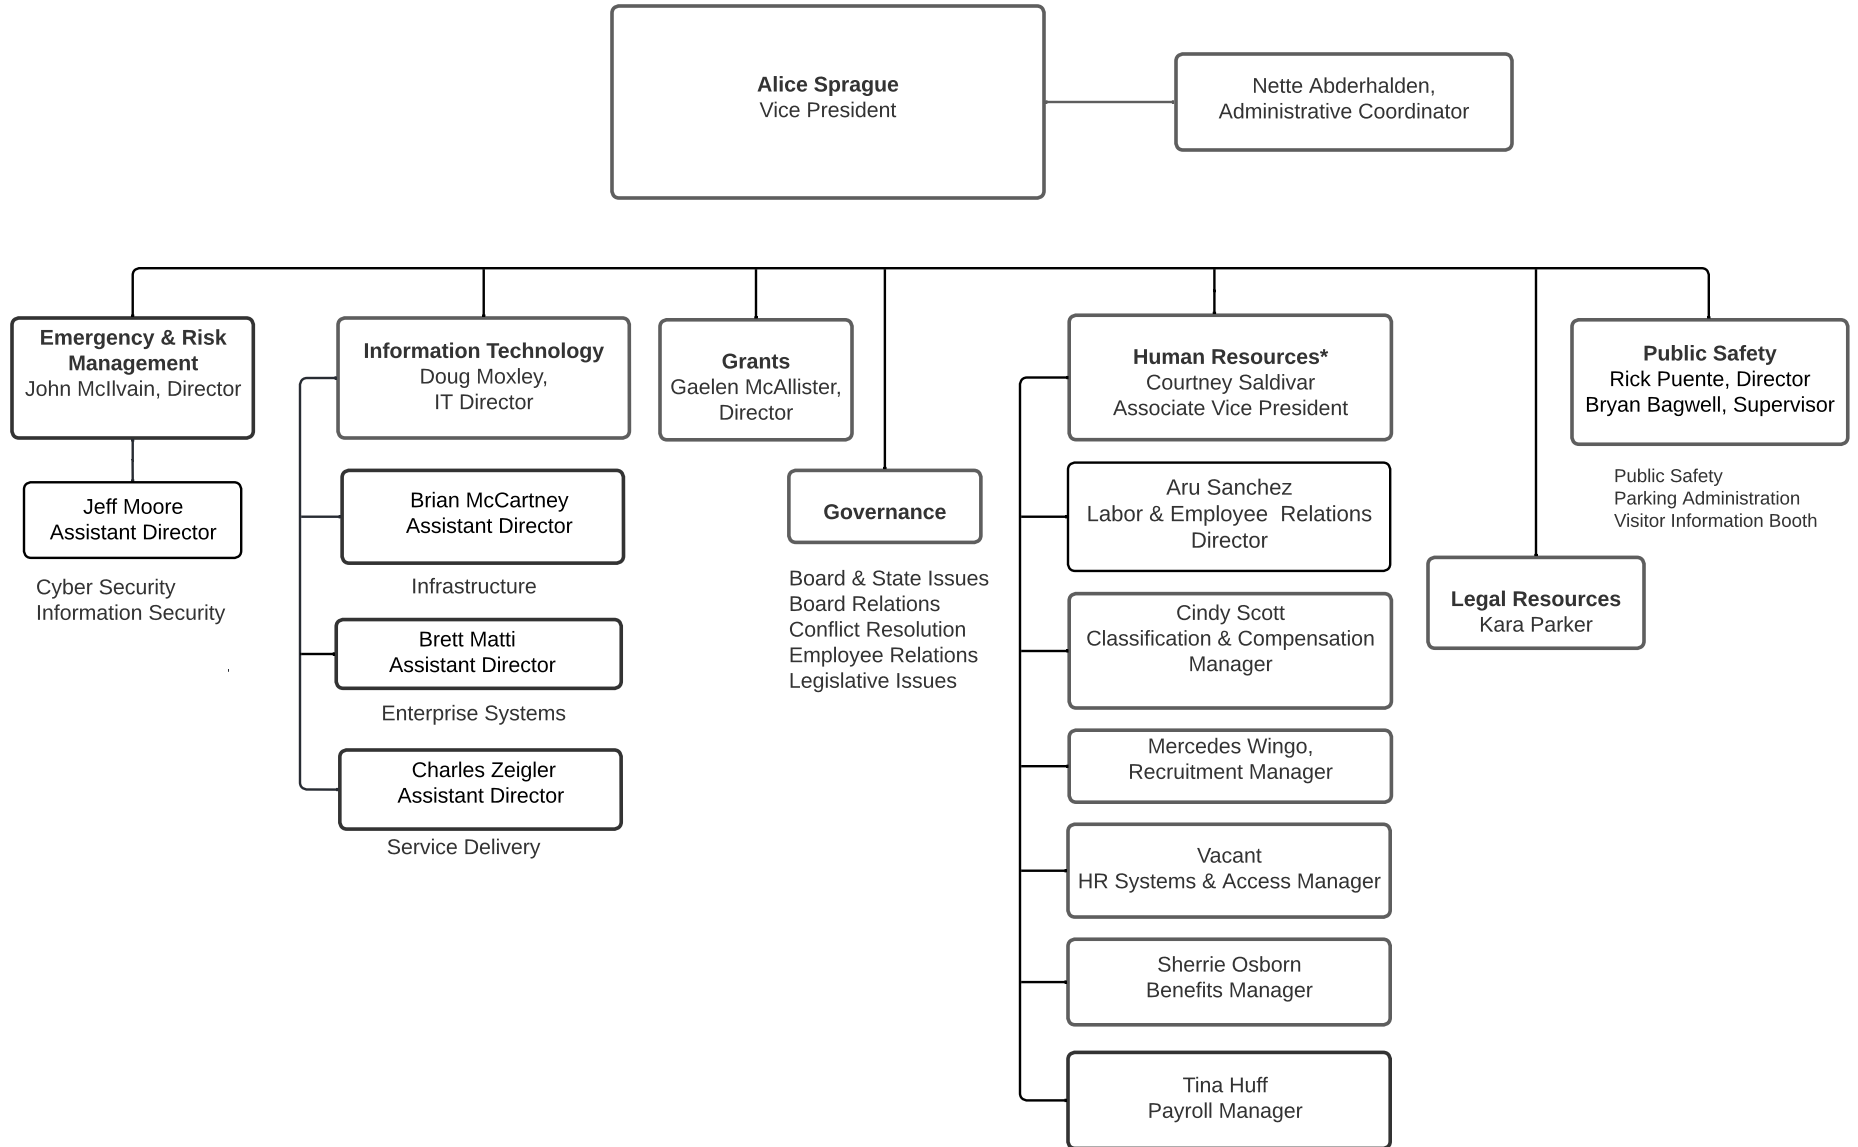 Alice Sprague
Vice President
Nette Abderhalden,
Administrative Coordinator
Emergency & Risk
Management
John McIlvain, Director
Jeff Moore
Assistant Director
Cyber Security
Information Security
Information Technology
Doug Moxley,
IT Director
Brian McCartney
Assistant Director
Infrastructure
Brett Matti
Assistant Director
Enterprise Systems
Charles Zeigler
Assistant Director
Service Delivery
Grants
Gaelen McAllister,
Director
Governance
Board & State Issues
Board Relations
Conflict Resolution
Employee Relations
Legislative Issues
Human Resources*
Courtney Saldivar
Associate Vice President
Aru Sanchez
Labor & Employee  Relations
Director
Cindy Scott
Classification & Compensation
Manager
Mercedes Wingo,
Recruitment Manager
Vacant
HR Systems & Access Manager
Sherrie Osborn
Benefits Manager
Tina Huff
Payroll Manager
Legal Resources
Kara Parker
Public Safety
Rick Puente, Director
Bryan Bagwell, Supervisor
Public Safety
Parking Administration
Visitor Information Booth